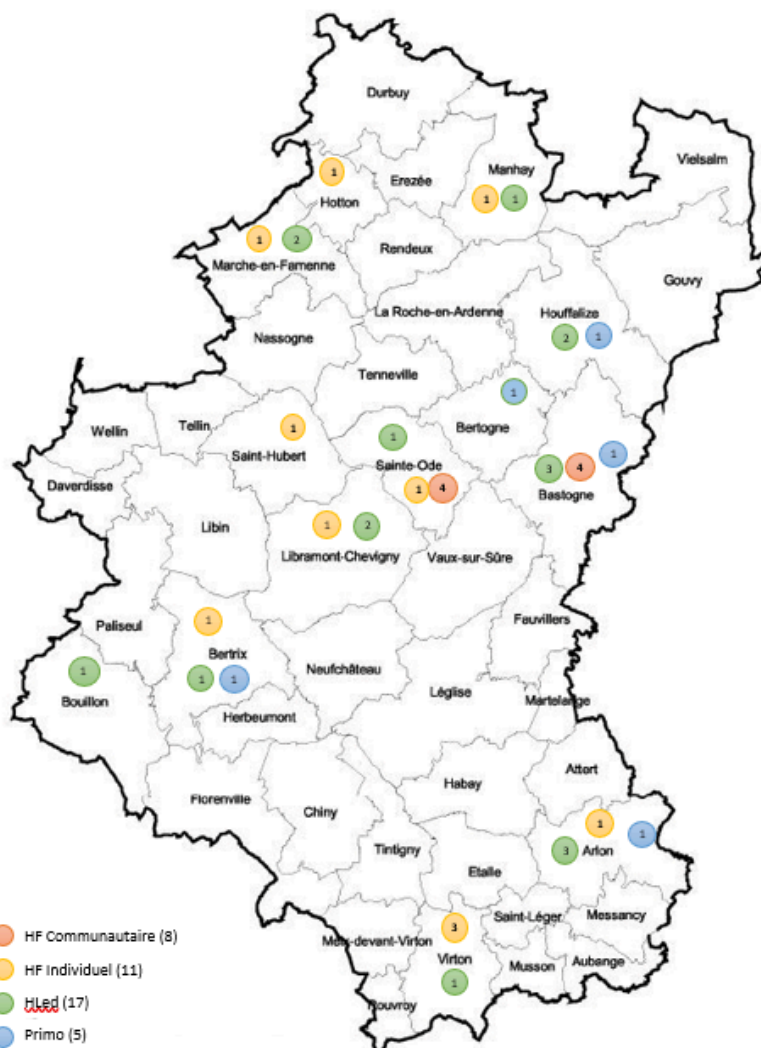 Durbuy
Vielsalm
Manhay
1
Erezée
Hotton
1
1
Rendeux
1
2
Marche-en-Famenne
Gouvy
La Roche-en-Ardenne
Houffalize
Nassogne
2
1
Tenneville
1
Bertogne
Wellin
Tellin
1
Saint-Hubert
1
Sainte-Ode
1
3
4
Bastogne
Daverdisse
1
4
Libin
1
2
Libramont-Chevigny
Vaux-sur-Sûre
Paliseul
1
Fauvillers
Bertrix
Neufchâteau
1
Bouillon
1
1
Léglise
Martelange
Herbeumont
Attert
Habay
Florenville
Chiny
1
1
Tintigny
3
Arlon
Etalle
Saint-Léger
Messancy
HF Communautaire (8)
3
Meix-devant-Virton
Virton
Musson
Aubange
HF Individuel (11)
1
HLed (17)
Rouvroy
Primo (5)